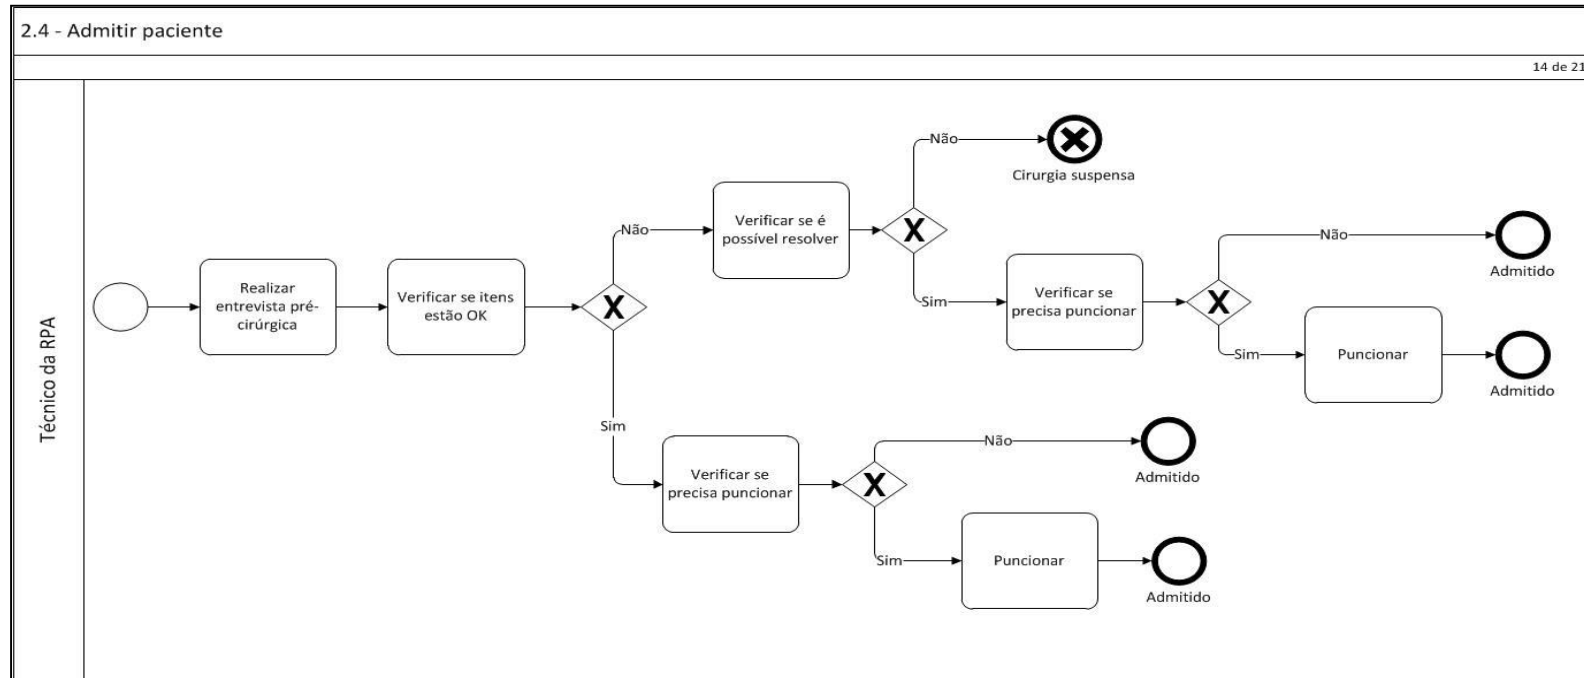 2.4 - Admitir paciente
14 de 21
Técnico da RPA
Realizar
entrevista pré-
cirúrgica
Verificar se itens
estão OK
Não
Verificar se é
possível resolver
Não
Cirurgia suspensa
Sim
Verificar se
precisa puncionar
Não
Admitido
Sim
Puncionar
Admitido
Sim
Verificar se
precisa puncionar
Não
Admitido
Sim
Puncionar
Admitido